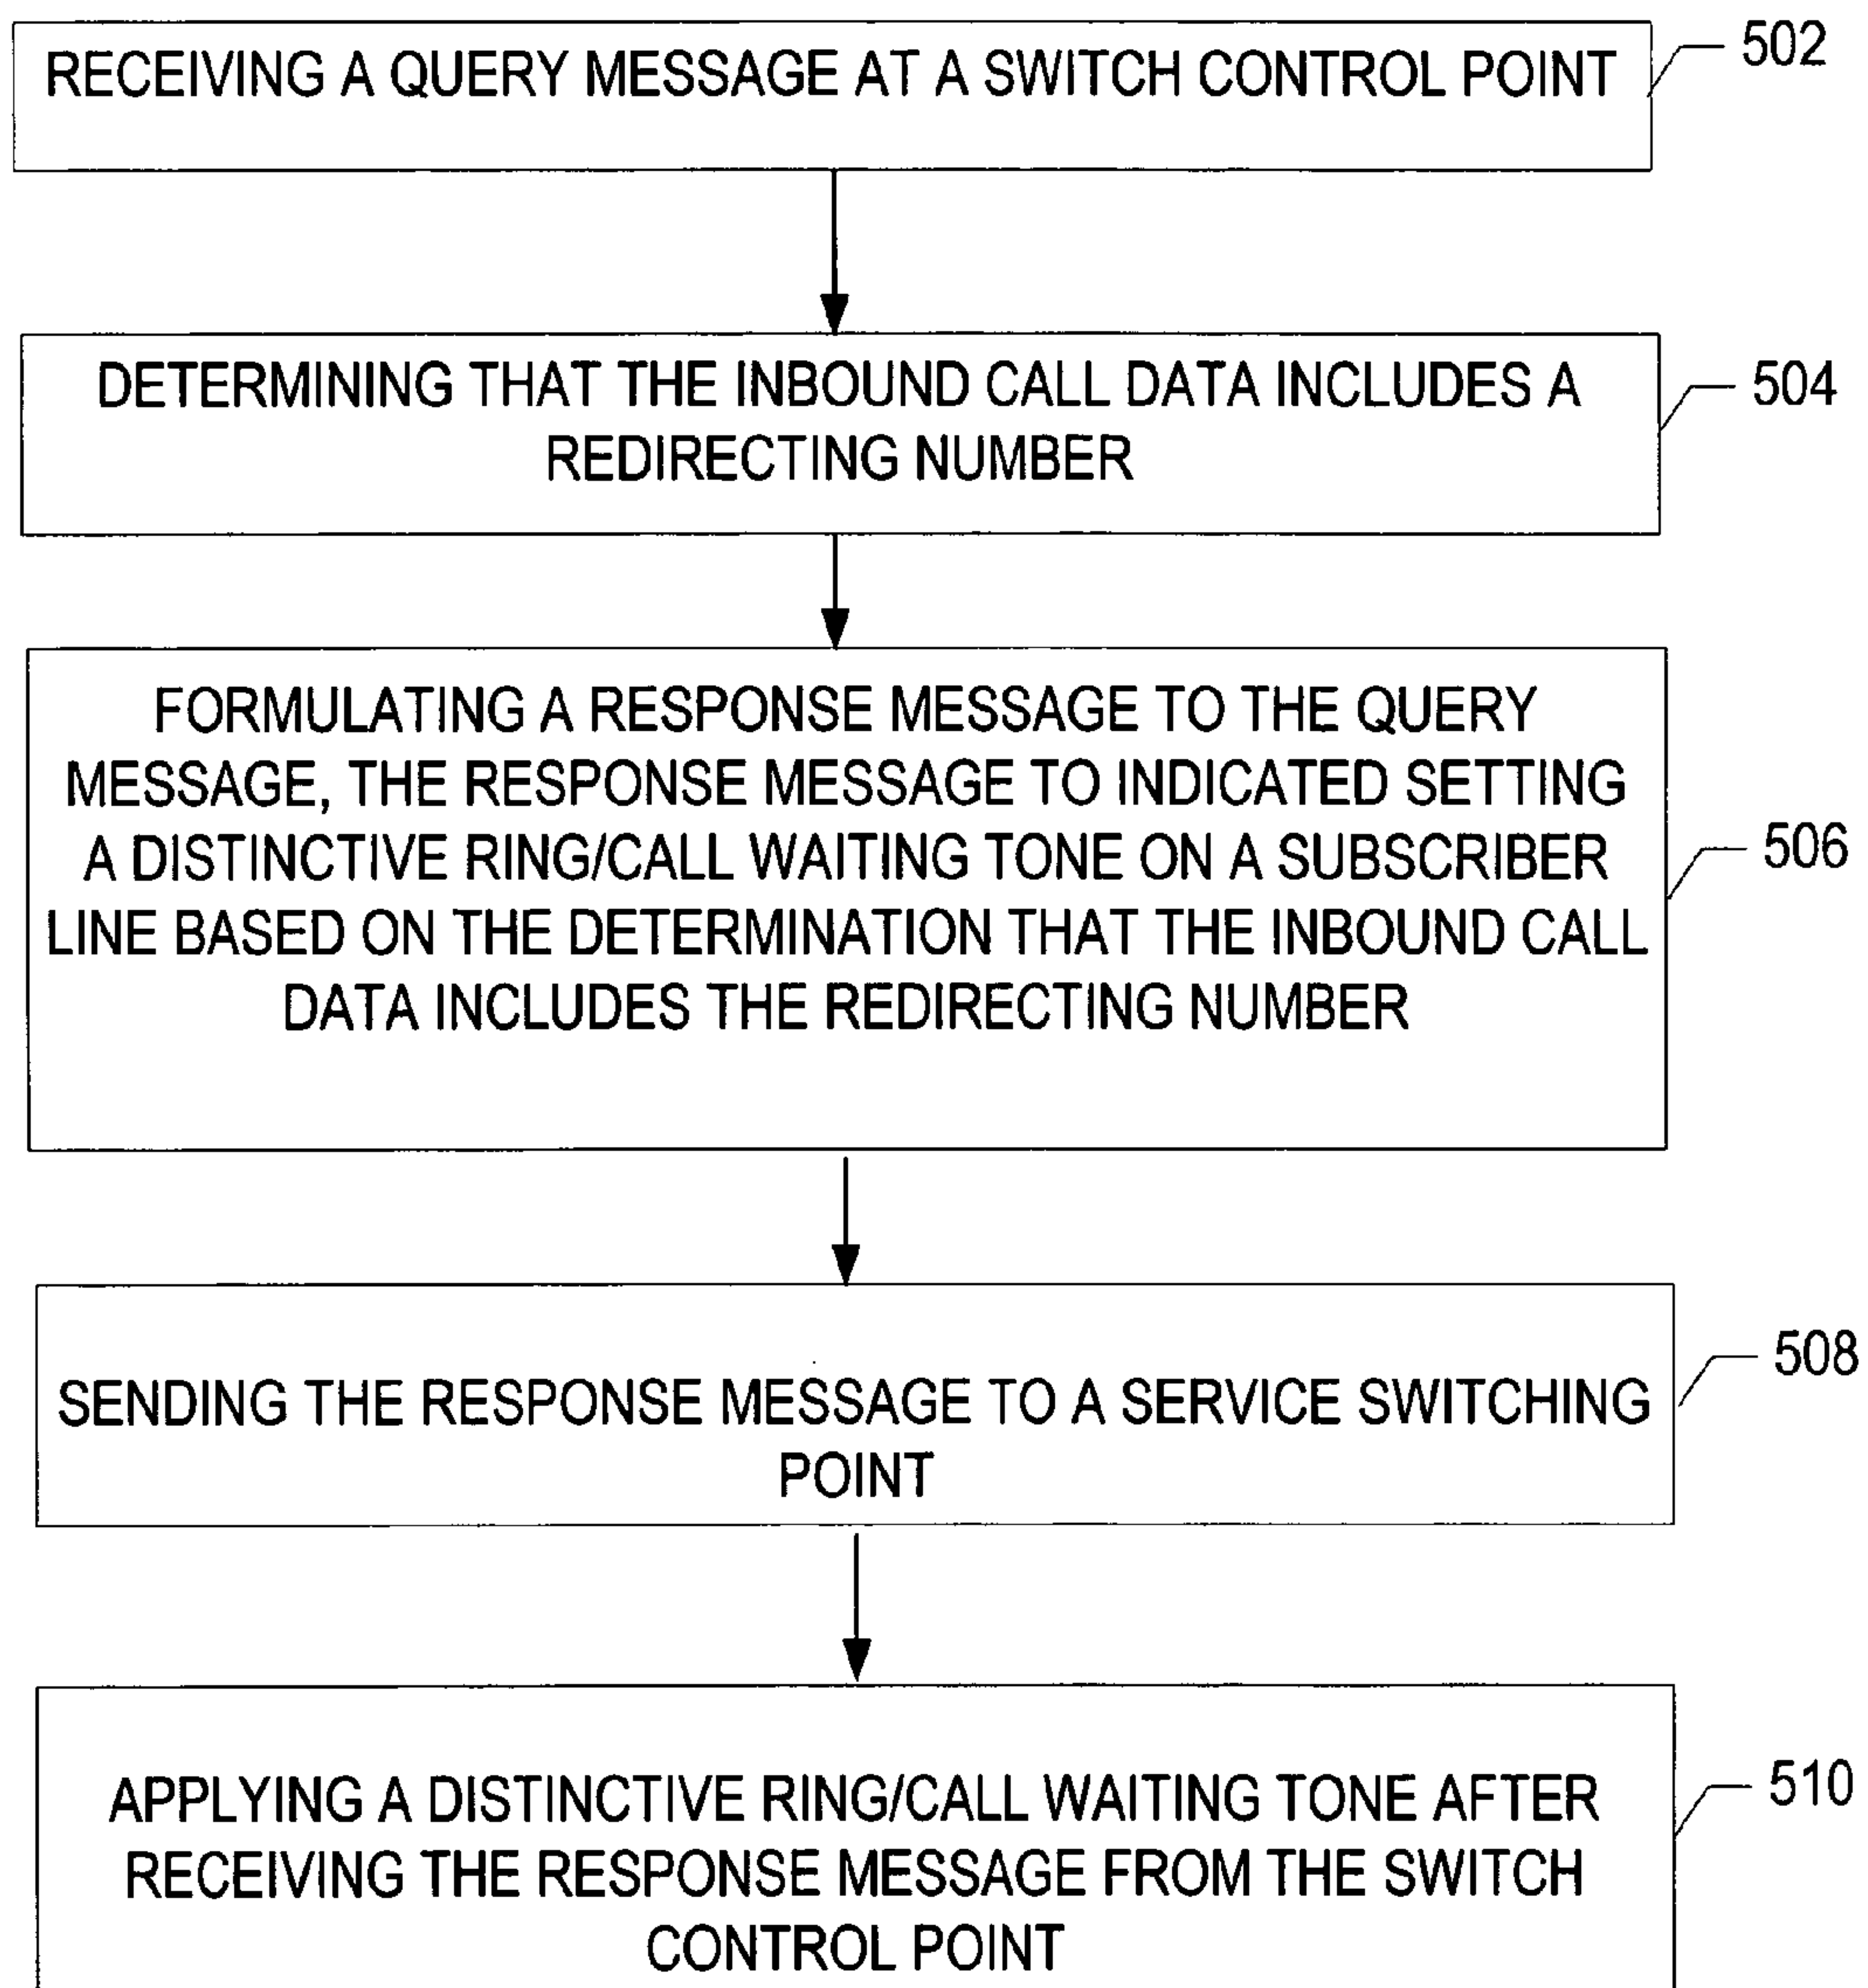 RECEIVING A QUERY MESSAGE AT A SWITCH CONTROL POINT
502
DETERMINING THAT THE INBOUND CALL DATA INCLUDES A
REDIRECTING NUMBER
504
FORMULATING A RESPONSE MESSAGE TO THE QUERY
MESSAGE, THE RESPONSE MESSAGE TO INDICATED SETTING
A DISTINCTIVE RING/CALL WAITING TONE ON A SUBSCRIBER
LINE BASED ON THE DETERMINATION THAT THE INBOUND CALL
DATA INCLUDES THE REDIRECTING NUMBER
506
SENDING THE RESPONSE MESSAGE TO A SERVICE SWITCHING
POINT
508
APPLYING A DISTINCTIVE RING/CALL WAITING TONE AFTER
RECEIVING THE RESPONSE MESSAGE FROM THE SWITCH
CONTROL POINT
510